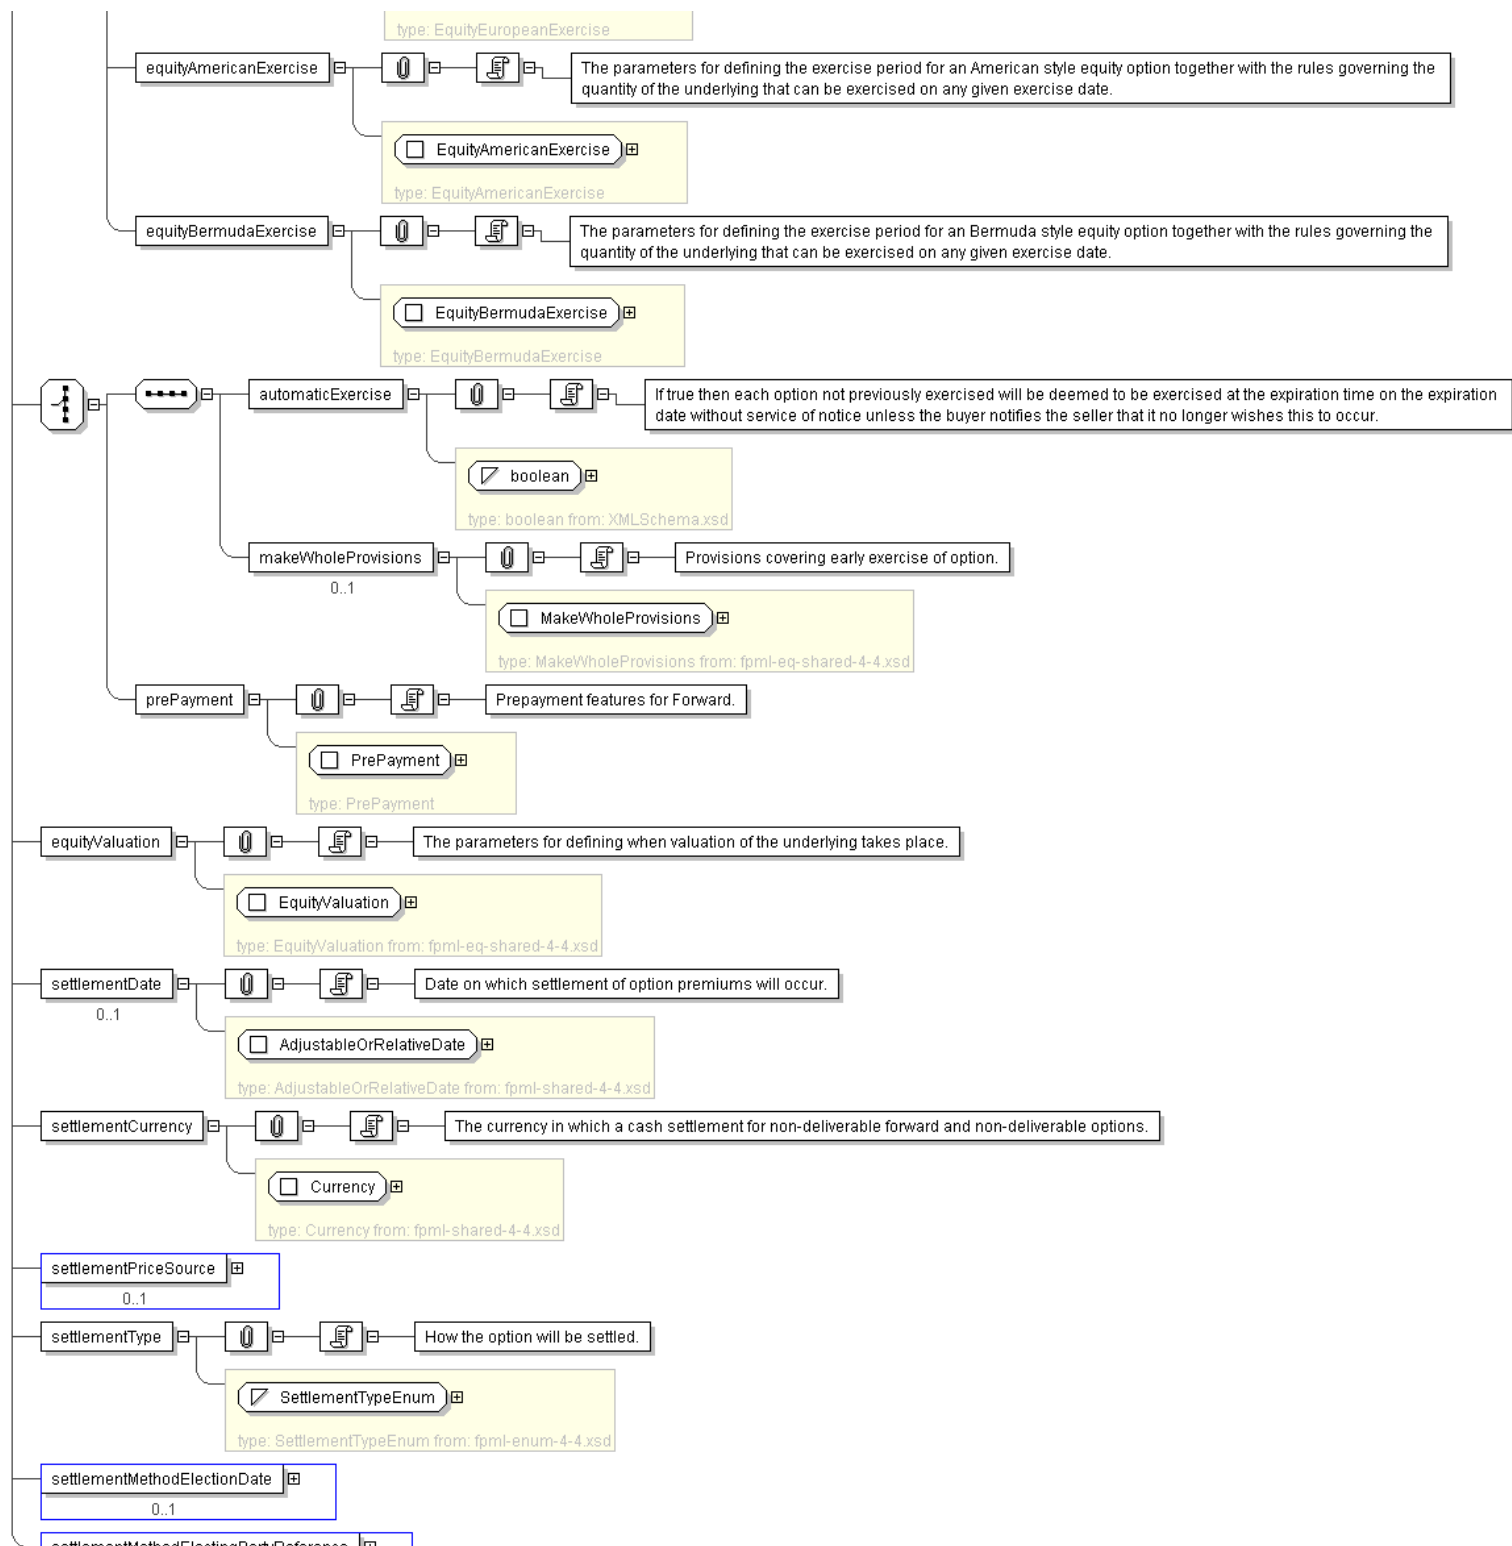 type: EquityEuropeanExercise
equityAmericanExercise
The parameters for defining the exercise period for an American style equity option together with the rules governing the
quantity of the underlying that can be exercised on any given exercise date.
EquityAmericanExercise
type: EquityAmericanExercise
equityBermudaExercise
The parameters for defining the exercise period for an Bermuda style equity option together with the rules governing the
quantity of the underlying that can be exercised on any given exercise date.
EquityBermudaExercise
type: EquityBermudaExercise
automaticExercise
If true then each option not previously exercised will be deemed to be exercised at the expiration time on the expiration
date without service of notice unless the buyer notifies the seller that it no longer wishes this to occur.
boolean
type: boolean from: XMLSchema.xsd
makeWholeProvisions
Provisions covering early exercise of option.
0..1
MakeWholeProvisions
type: MakeWholeProvisions from: fpml-eq-shared-4-4.xsd
prePayment
Prepayment features for Forward.
PrePayment
type: PrePayment
equityValuation
The parameters for defining when valuation of the underlying takes place.
EquityValuation
type: EquityValuation from: fpml-eq-shared-4-4.xsd
settlementDate
Date on which settlement of option premiums will occur.
0..1
AdjustableOrRelativeDate
type: AdjustableOrRelativeDate from: fpml-shared-4-4.xsd
settlementCurrency
The currency in which a cash settlement for non-deliverable forward and non-deliverable options.
Currency
type: Currency from: fpml-shared-4-4.xsd
settlementPriceSource
0..1
settlementType
How the option will be settled.
SettlementTypeEnum
type: SettlementTypeEnum from: fpml-enum-4-4.xsd
settlementMethodElectionDate
0..1
settlementMethodElectingPartyReference